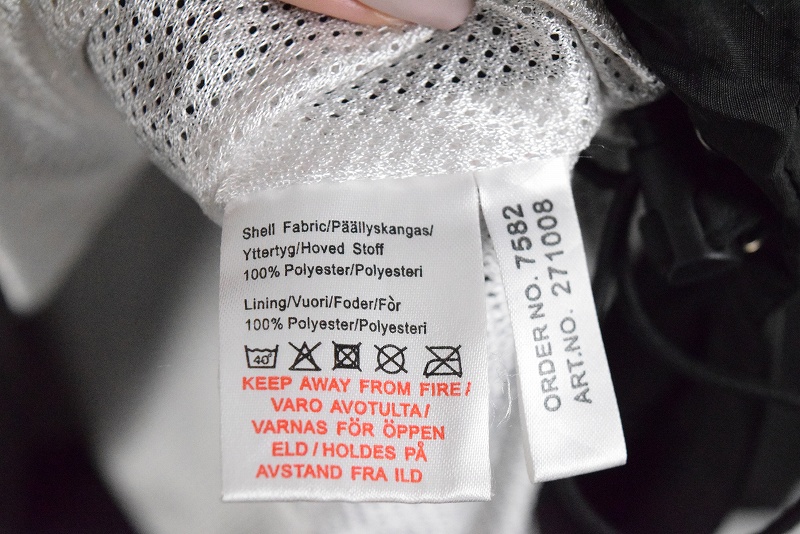 Shell Fabric/Päällyskangas/
Yttertyg/Hoved Stoff
100% Polyester/Polyesteri
Lining/Vuori/Foder/Fòr
100% Polyester/Polyesteri
40°
KEEP AWAY FROM FIRE/
VARO AVOTULTA/
VARNAS FÖR ÖPPEN
ELD/HOLDES PÅ
AVSTAND FRA ILD
ORDER NO. 7582
ART.NO. 271008